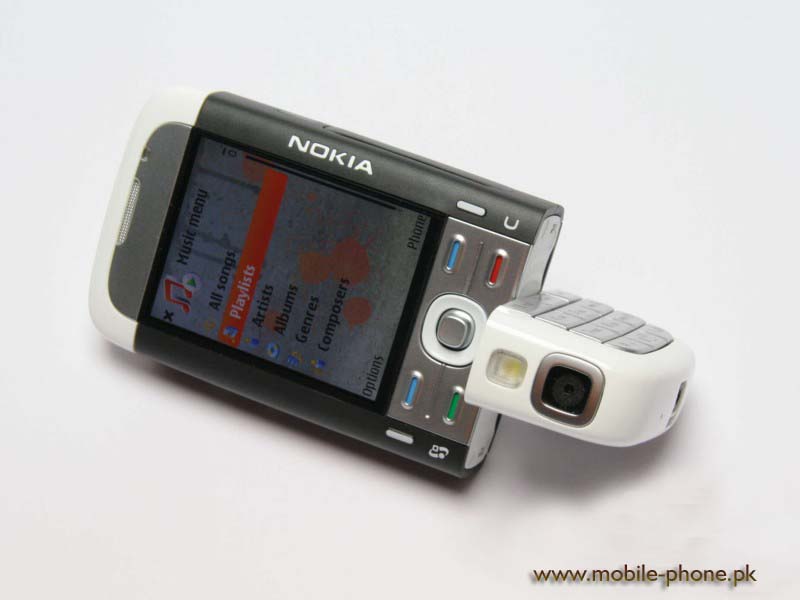 NOKIA
Music menu
All songs
Playlists
Artists
Albums
Genres
Composers
Options
Phone
www.mobile-phone.pk